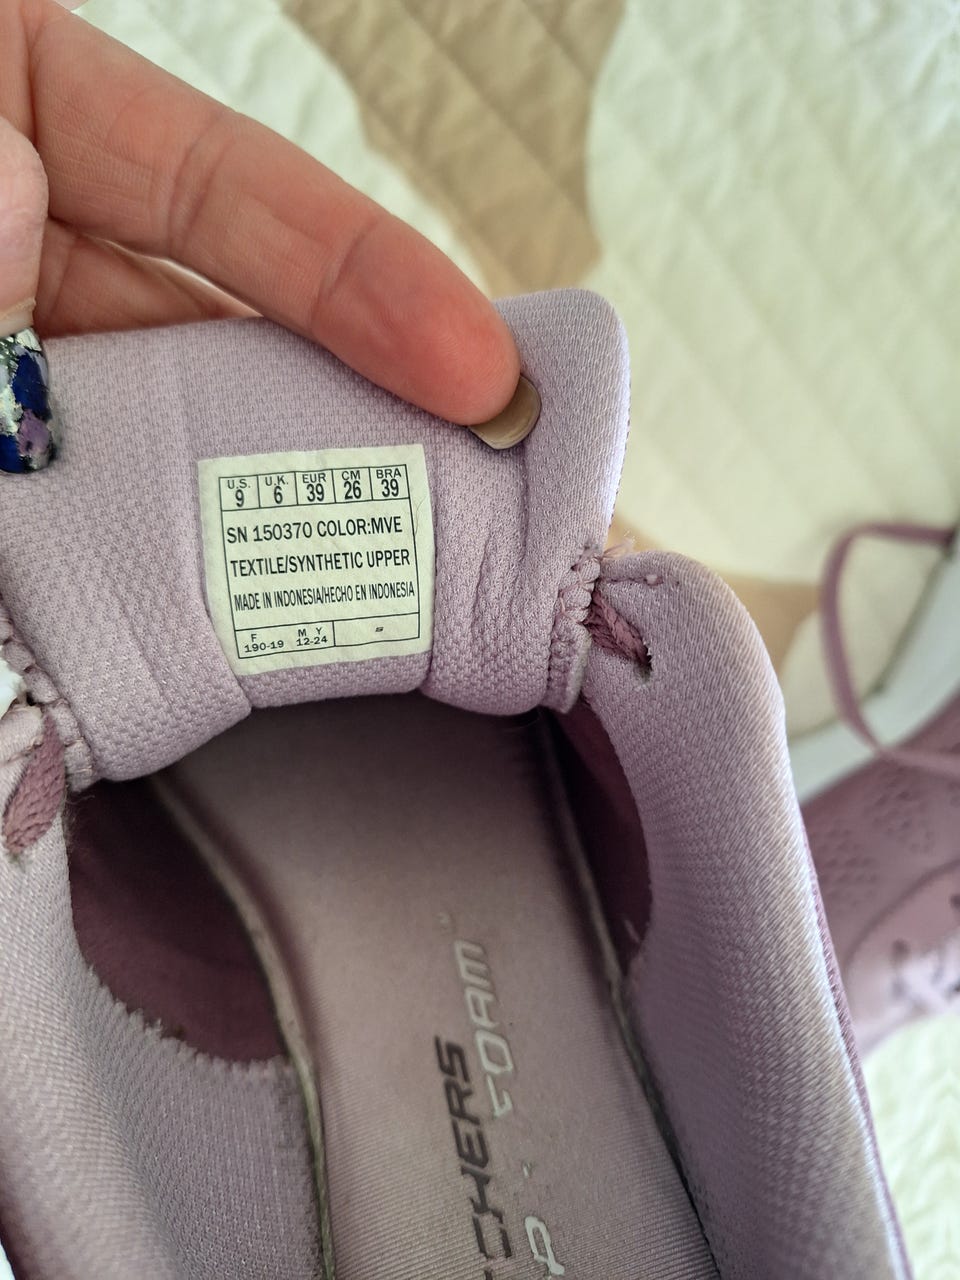 U.S. U.K. EUR CM BRA
9 6 39 26 39
SN 150370 COLOR:MVE
TEXTILE/SYNTHETIC UPPER
MADE IN INDONESIA/HECHO EN INDONESIA
F M Y
190-19 12-24
FOAM